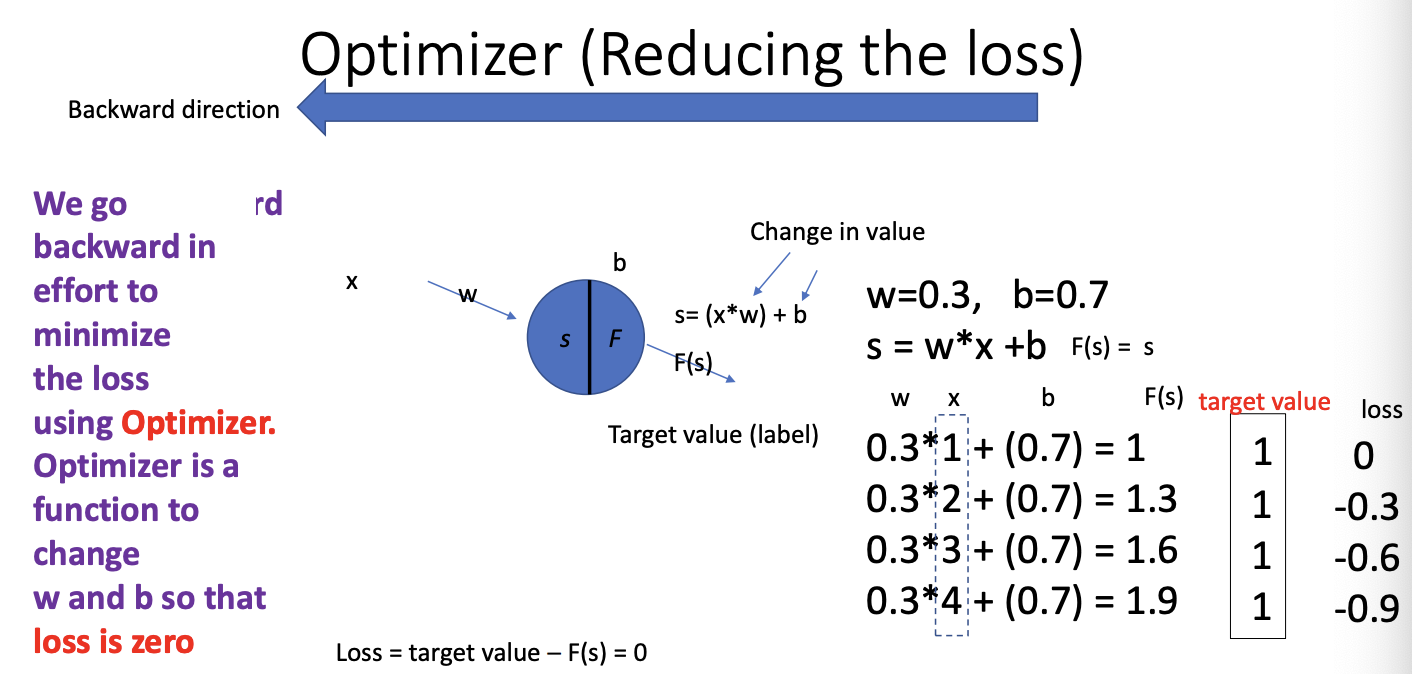 Optimizer (Reducing the loss)
Backward direction
We go rd
backward in
effort to
minimize
the loss
using Optimizer.
Optimizer is a
function to
change
w and b so that
loss is zero
x
w
b
s F
Change in value
s= (x*w) + b
F(s)
Target value (label)
Loss = target value – F(s) = 0
w=0.3, b=0.7
s = w*x +b F(s) = s
w x b F(s) target value loss
0.3*1 + (0.7) = 1 1 0
0.3*2 + (0.7) = 1.3 1 -0.3
0.3*3 + (0.7) = 1.6 1 -0.6
0.3*4 + (0.7) = 1.9 1 -0.9